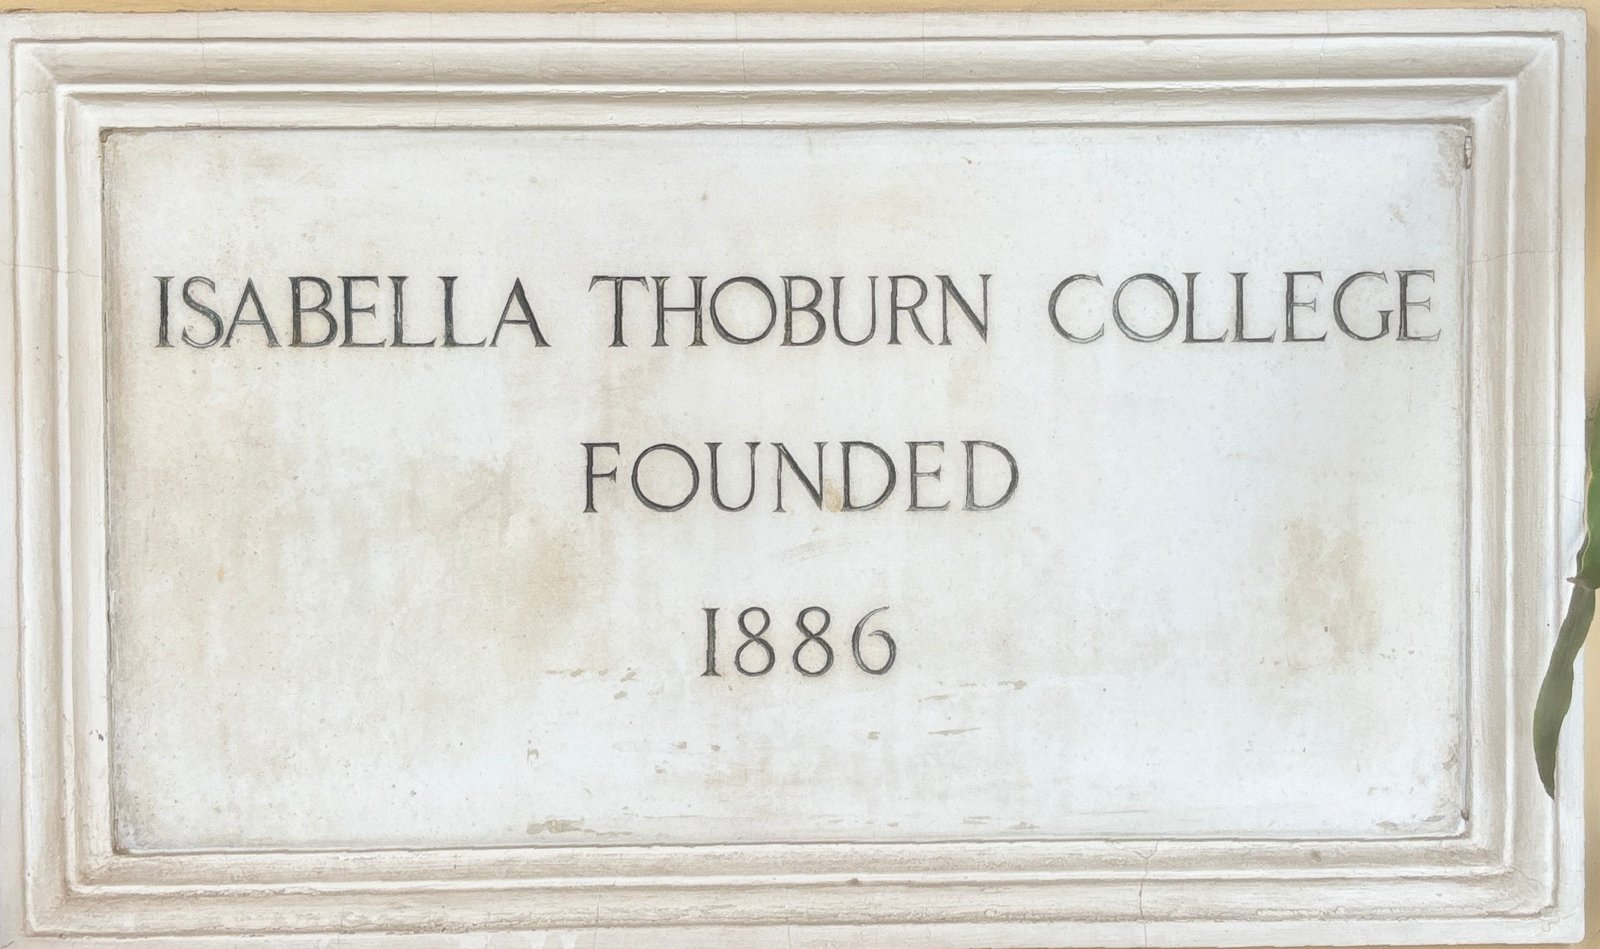 ISABELLA THOBURN COLLEGE
FOUNDED
1886